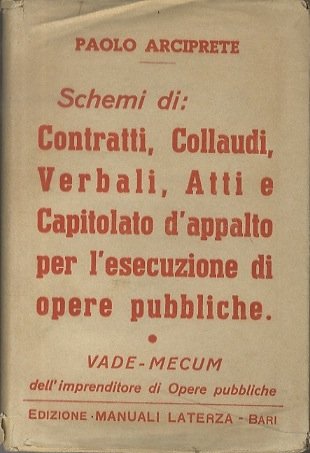 PAOLO ARCIPRETE
Schemi di:
Contratti, Collaudi,
Verbali, Atti e
Capitolato d'appalto
per l'esecuzione di
opere pubbliche.
VADE-MECUM
dell'imprenditore di Opere pubbliche
EDIZIONE · MANUALI LATERZA - BARI